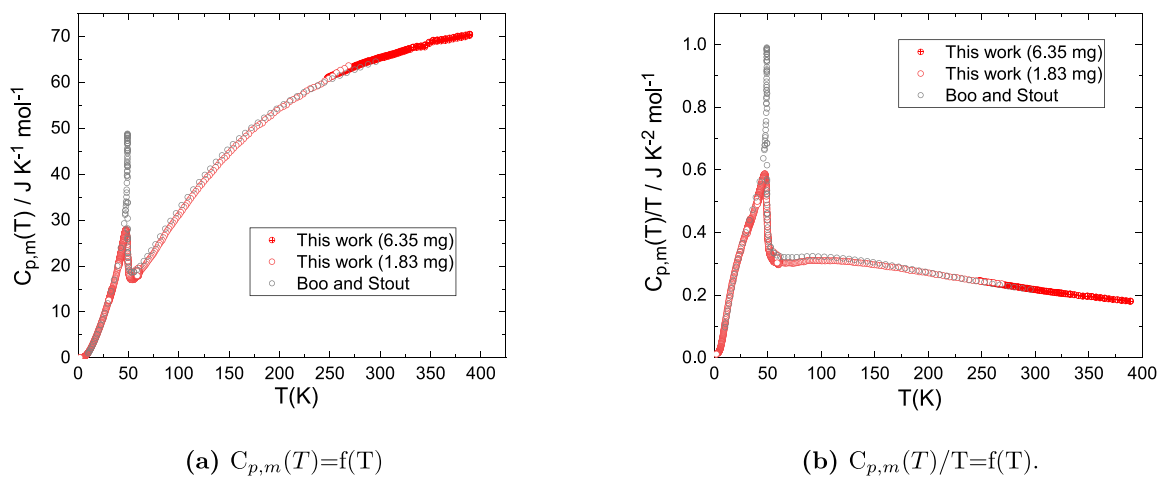 C_{p,m}(T) / J K^{-1} mol^{-1}
70
60
50
40
30
20
10
0
0 50 100 150 200 250 300 350 400
T(K)
This work (6.35 mg)
This work (1.83 mg)
Boo and Stout
(a) C_{p,m}(T)=f(T)
C_{p,m}(T)/T / J K^{-2} mol^{-1}
1.0
0.8
0.6
0.4
0.2
0.0
0 50 100 150 200 250 300 350 400
T(K)
This work (6.35 mg)
This work (1.83 mg)
Boo and Stout
(b) C_{p,m}(T)/T=f(T).